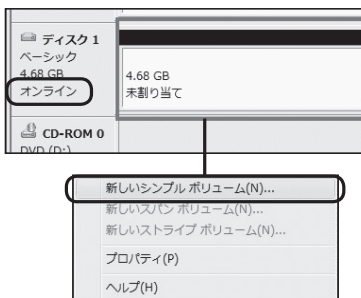 ディスク 1
ベーシック
4.68 GB
オンライン
4.68 GB
未割り当て
CD-ROM 0
DVD (D:)
新しいシンプル ボリューム(N)...
新しいスパン ボリューム(N)...
新しいストライプ ボリューム(N)...
プロパティ(P)
ヘルプ(H)